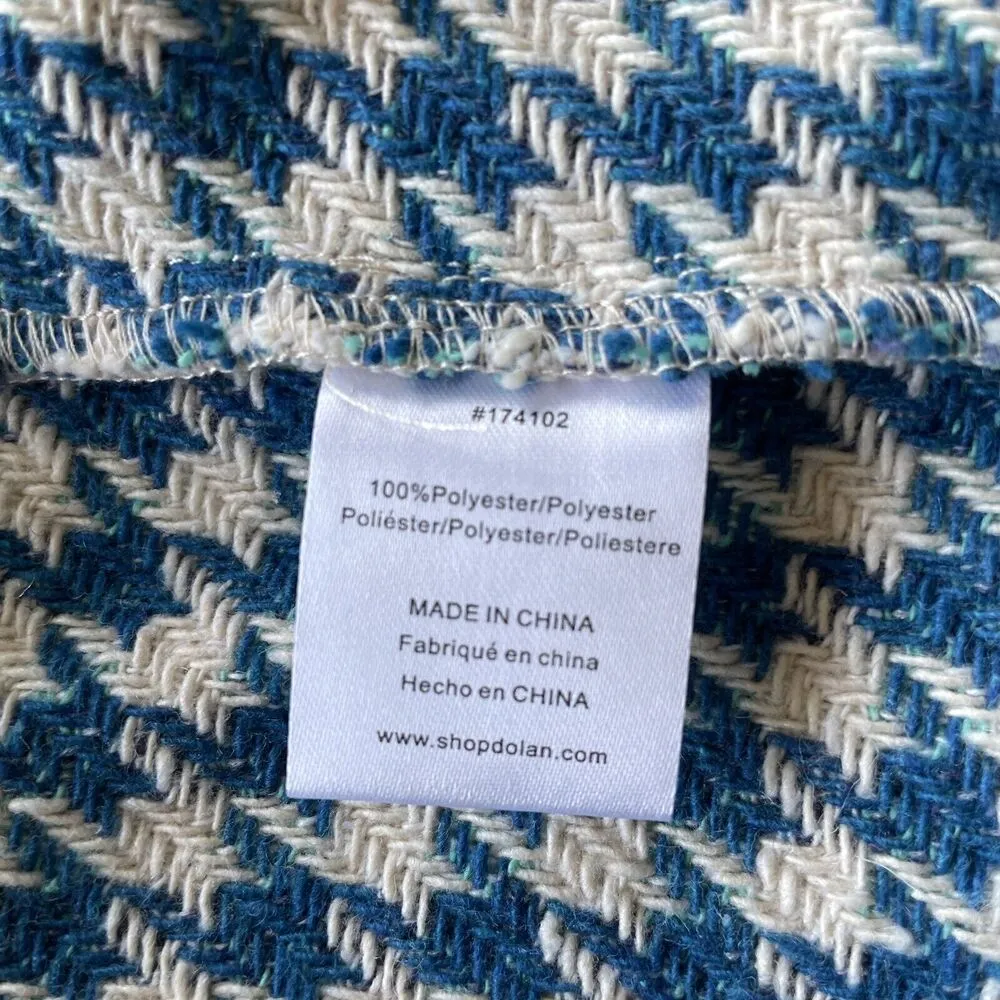 #174102
100%Polyester/Polyester
Poliéster/Polyester/Poliestere
MADE IN CHINA
Fabriqué en china
Hecho en CHINA
www.shopdolan.com